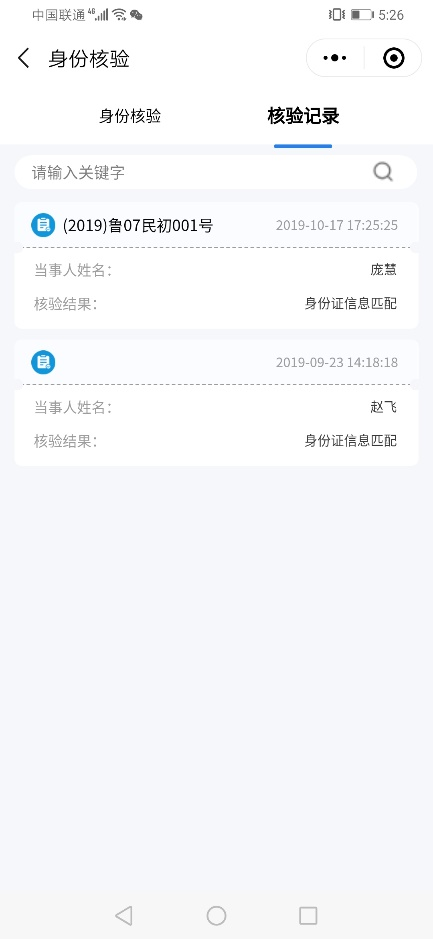 中国联通 4G 5:26
身份核验
身份核验 核验记录
请输入关键字
(2019)鲁07民初001号 2019-10-17 17:25:25
当事人姓名: 庞慧
核验结果: 身份证信息匹配
2019-09-23 14:18:18
当事人姓名: 赵飞
核验结果: 身份证信息匹配